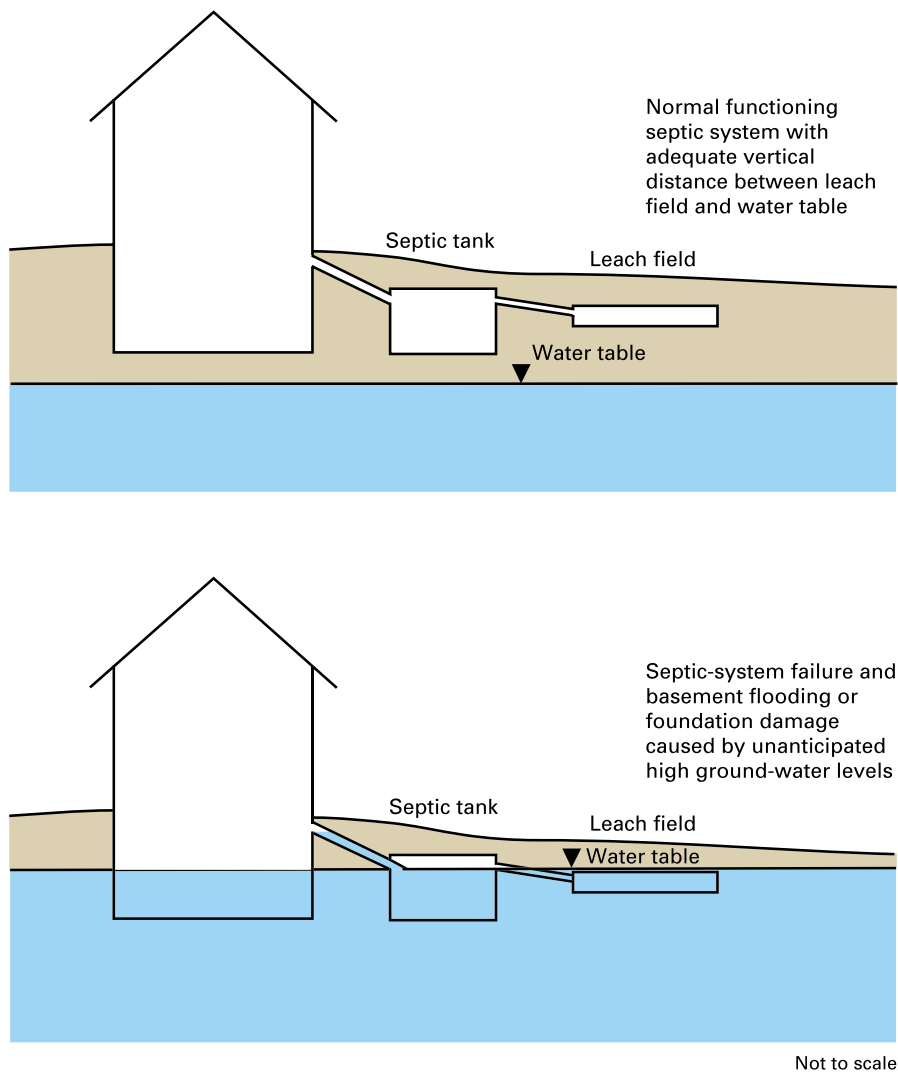 Normal functioning
septic system with
adequate vertical
distance between leach
field and water table
Septic tank
Leach field
Water table
Septic-system failure and
basement flooding or
foundation damage
caused by unanticipated
high ground-water levels
Septic tank
Leach field
Water table
Not to scale